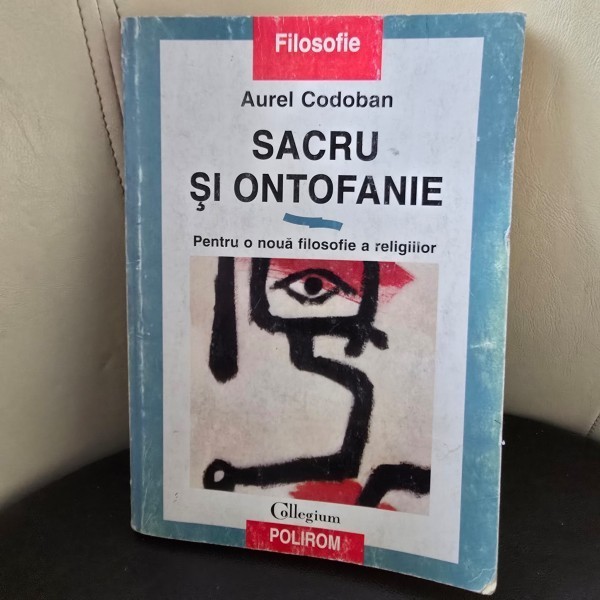 Filosofie
Aurel Codoban
SACRU
ŞI ONTOFANIE
Pentru o nouă filosofie a religiilor
Collegium
POLIROM